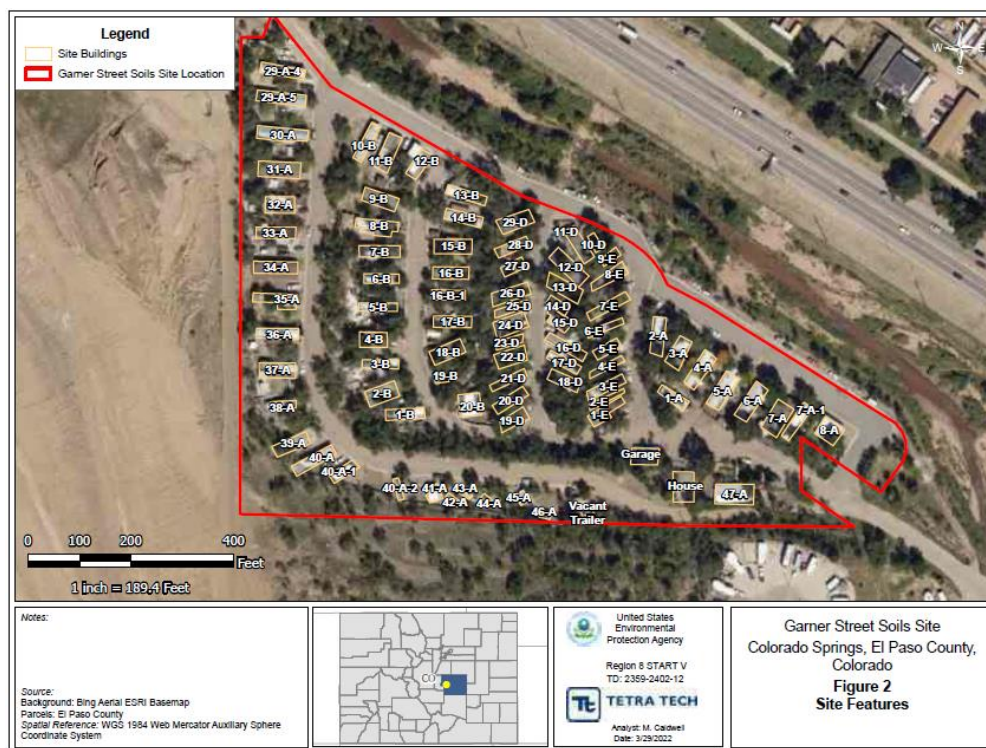 Legend
Site Buildings
Garner Street Soils Site Location
N
W E
S
29-A-4
29-A-5
30-A
31-A
32-A
33-A
34-A
35-A
36-A
37-A
38-A
39-A
40-A
40-A-1
40-A-2
41-A
42-A
43-A
44-A
45-A
46-A
Vacant
Trailer
10-B
11-B
12-B
9-B
8-B
7-B
6-B
5-B
4-B
3-B
2-B
1-B
13-B
14-B
15-B
16-B
16-B-1
17-B
18-B
19-B
20-B
29-D
28-D
27-D
26-D
25-D
24-D
23-D
22-D
21-D
20-D
19-D
11-D
10-D
12-D
13-D
14-D
15-D
16-D
17-D
18-D
9-E
8-E
7-E
6-E
5-E
4-E
3-E
2-E
1-E
2-A
3-A
4-A
5-A
6-A
7-A
7-A-1
8-A
1-A
Garage
House
47-A
0 100 200 400
Feet
1 inch = 189.4 Feet
Notes:
Source:
Background: Bing Aerial ESRI Basemap
Parcels: El Paso County
Spatial Reference: WGS 1984 Web Mercator Auxiliary Sphere
Coordinate System
CO
United States
Environmental
Protection Agency
Region 8 START V
TD: 2359-2402-12
Tt TETRA TECH
Analyst: M. Caldwell
Date: 3/29/2022
Garner Street Soils Site
Colorado Springs, El Paso County,
Colorado
Figure 2
Site Features